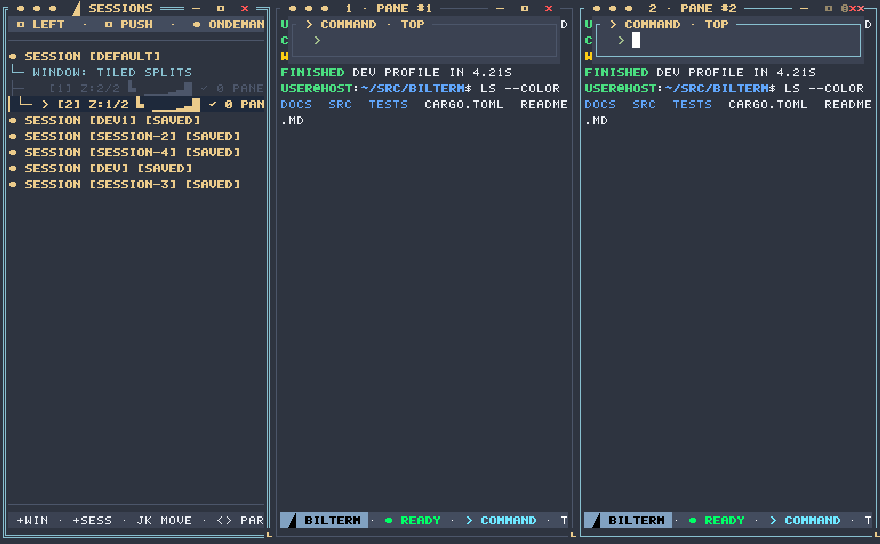 SESSIONS
LEFT · PUSH · ONDEMAN
SESSION [DEFAULT]
WINDOW: TILED SPLITS
[1] Z:2/2 ✓ 0 PANE
> [2] Z:1/2 ✓ 0 PAN
SESSION [DEV1] [SAVED]
SESSION [SESSION-2] [SAVED]
SESSION [SESSION-4] [SAVED]
SESSION [DEV] [SAVED]
SESSION [SESSION-3] [SAVED]
+WIN · +SESS · JK MOVE · <> PAR
1 · PANE #1
U > COMMAND · TOP D
C >
W
FINISHED DEV PROFILE IN 4.21S
USER@HOST:~/SRC/BILTERM$ LS --COLOR
DOCS SRC TESTS CARGO.TOML README
.MD
BILTERM · ● READY · > COMMAND · T
2 · PANE #2
U > COMMAND · TOP D
C >
W
FINISHED DEV PROFILE IN 4.21S
USER@HOST:~/SRC/BILTERM$ LS --COLOR
DOCS SRC TESTS CARGO.TOML README
.MD
BILTERM · ● READY · > COMMAND · T